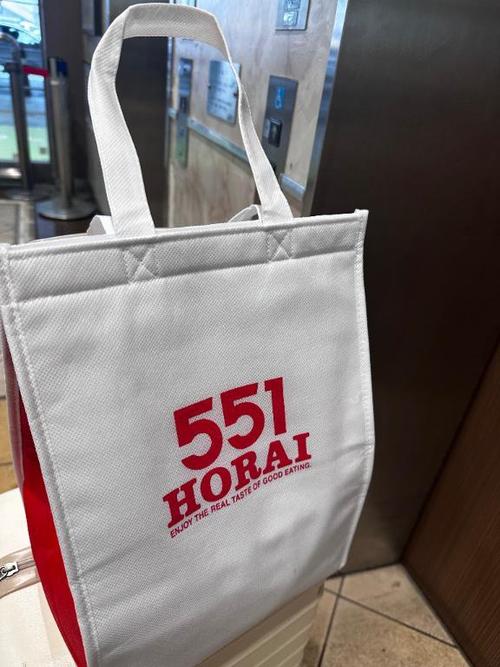 551
HORAI
ENJOY THE REAL TASTE OF GOOD EATING.